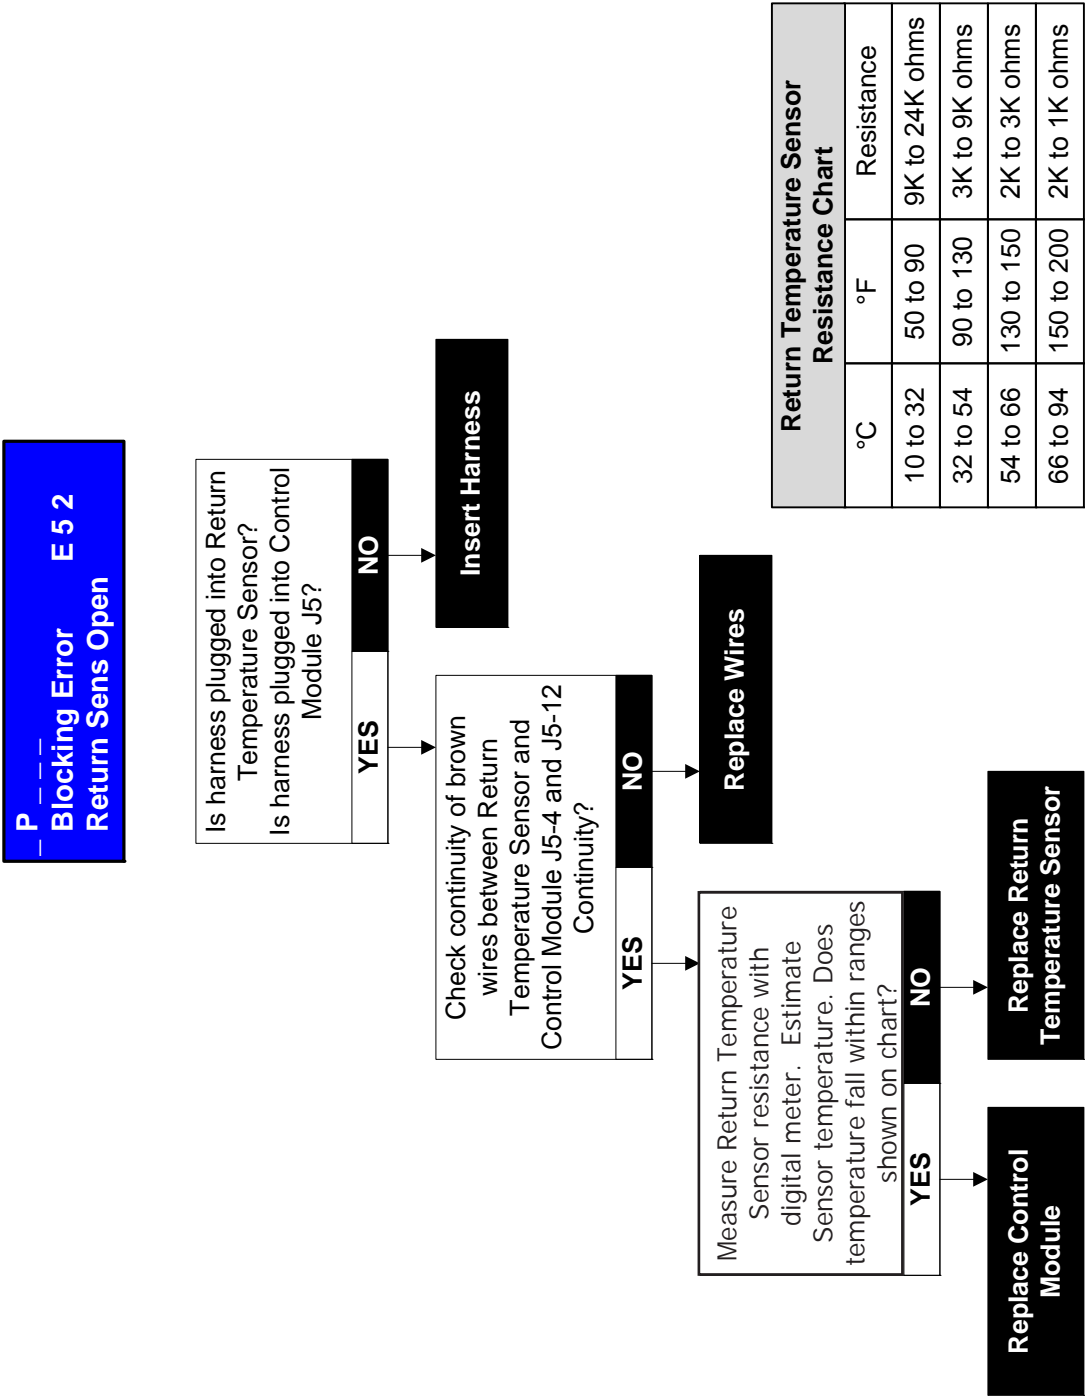 _ P _ _ _
Blocking Error E 5 2
Return Sens Open
Is harness plugged into Return
Temperature Sensor?
Is harness plugged into Control
Module J5?
YES NO
Insert Harness
Check continuity of brown
wires between Return
Temperature Sensor and
Control Module J5-4 and J5-12
Continuity?
YES NO
Replace Wires
Measure Return Temperature
Sensor resistance with
digital meter. Estimate
Sensor temperature. Does
temperature fall within ranges
shown on chart?
YES NO
Replace Control
Module
Replace Return
Temperature Sensor
Return Temperature Sensor
Resistance Chart
°C °F Resistance
10 to 32 50 to 90 9K to 24K ohms
32 to 54 90 to 130 3K to 9K ohms
54 to 66 130 to 150 2K to 3K ohms
66 to 94 150 to 200 2K to 1K ohms